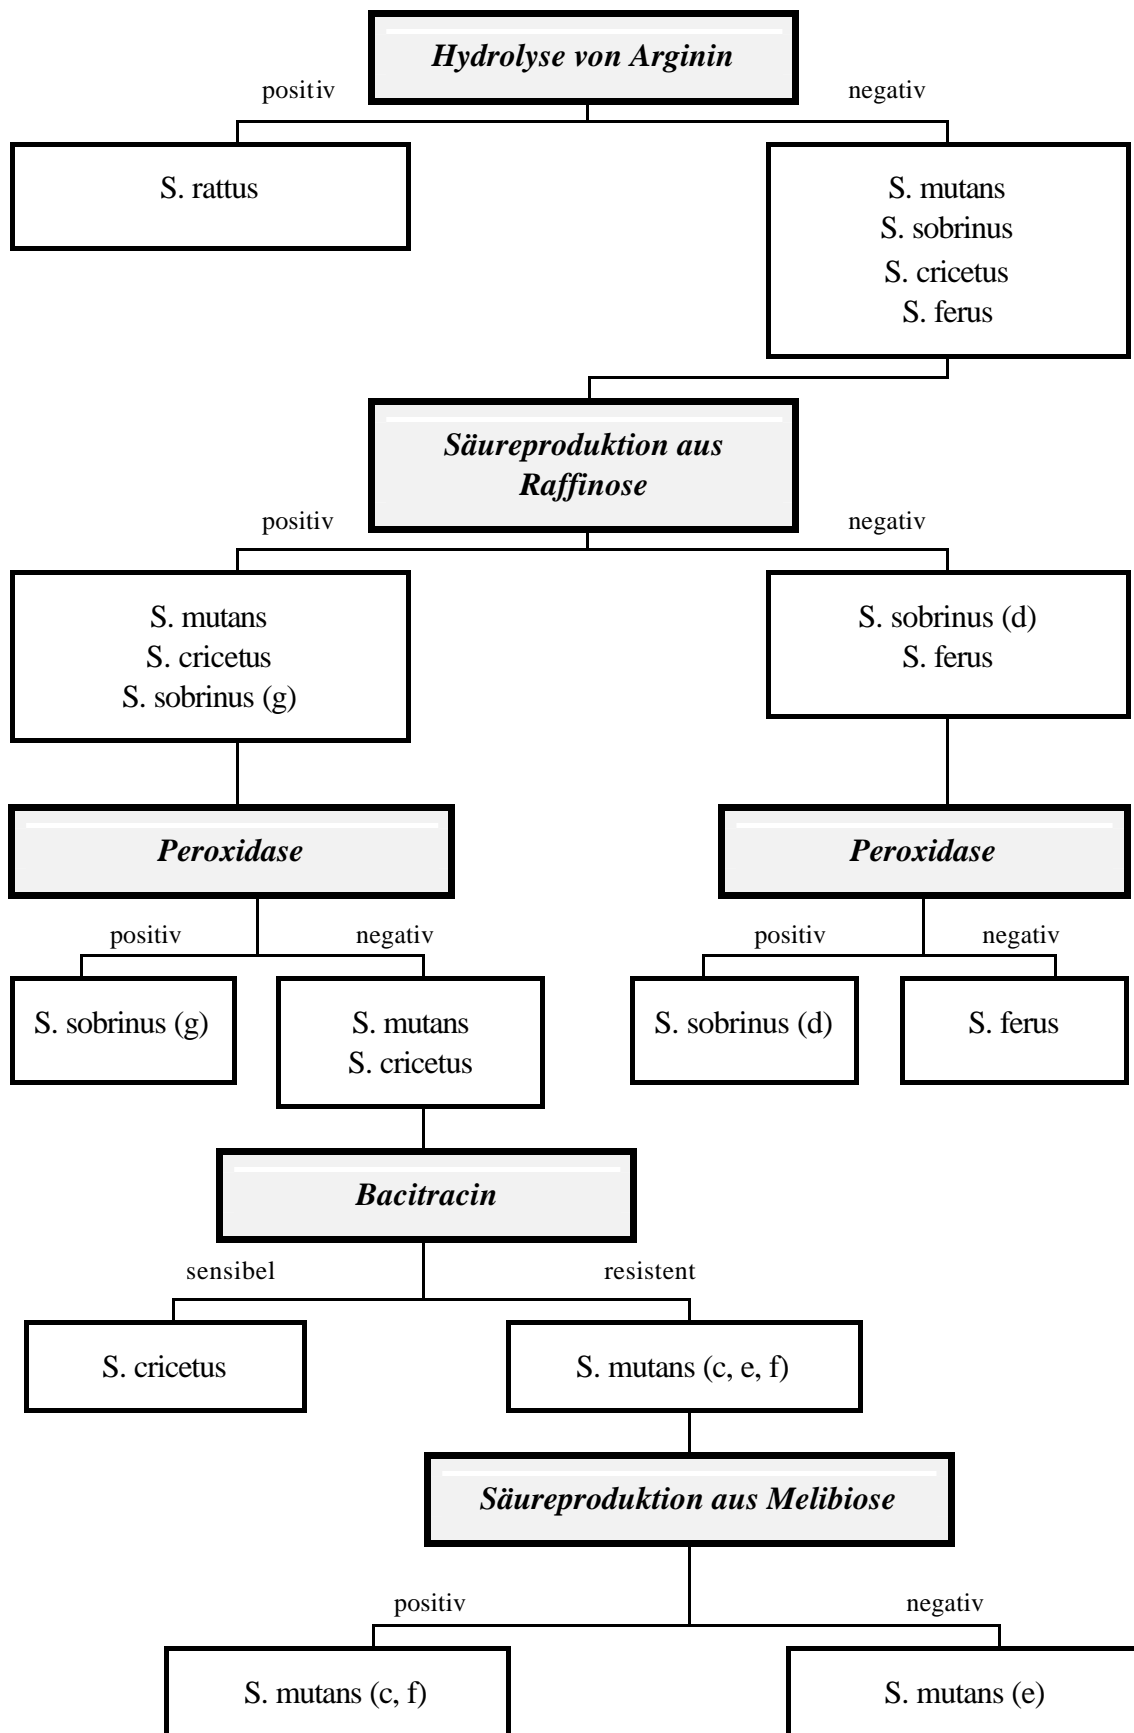 Hydrolyse von Arginin
positiv
negativ
S. rattus
S. mutans
S. sobrinus
S. cricetus
S. ferus
Säureproduktion aus
Raffinose
positiv
negativ
S. mutans
S. cricetus
S. sobrinus (g)
S. sobrinus (d)
S. ferus
Peroxidase
Peroxidase
positiv
negativ
positiv
negativ
S. sobrinus (g)
S. mutans
S. cricetus
S. sobrinus (d)
S. ferus
Bacitracin
sensibel
resistent
S. cricetus
S. mutans (c, e, f)
Säureproduktion aus Melibiose
positiv
negativ
S. mutans (c, f)
S. mutans (e)